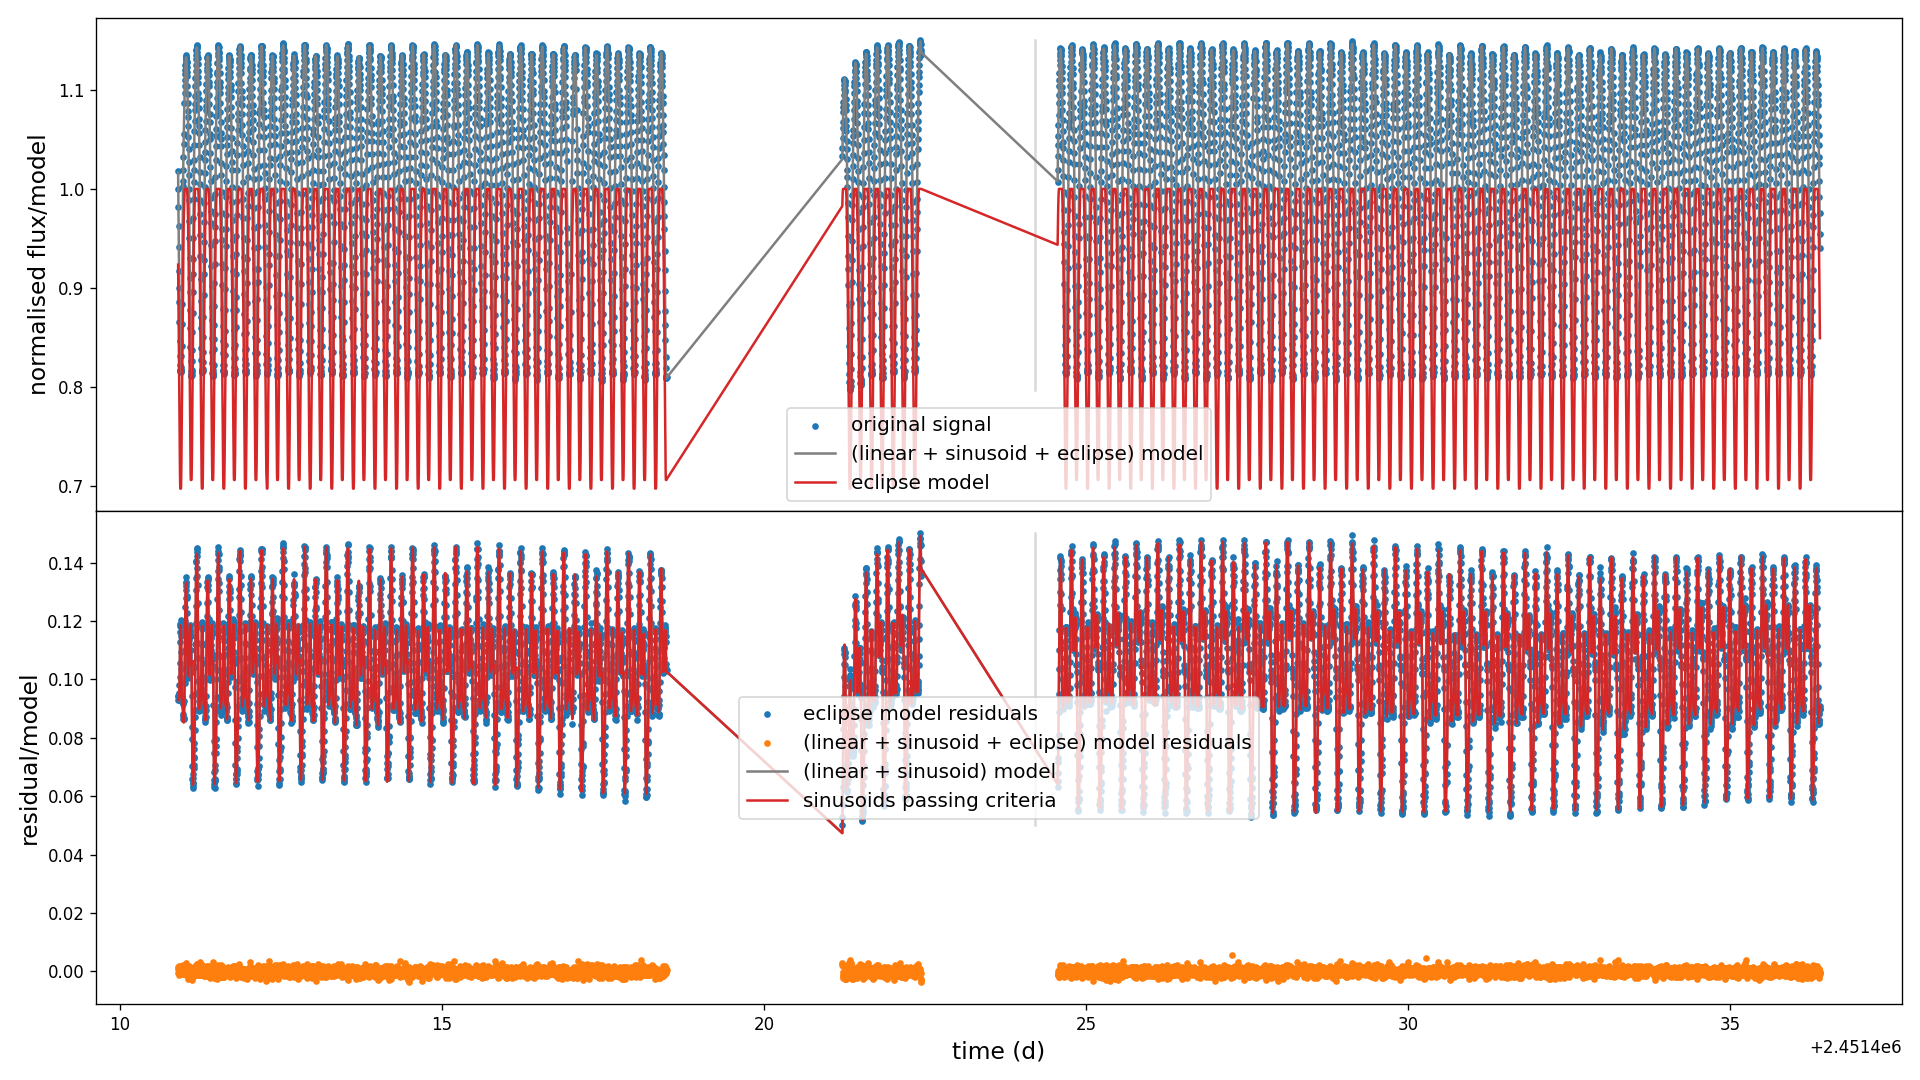 normalised flux/model
1.1
1.0
0.9
0.8
0.7
original signal
(linear + sinusoid + eclipse) model
eclipse model
residual/model
0.14
0.12
0.10
0.08
0.06
0.04
0.02
0.00
eclipse model residuals
(linear + sinusoid + eclipse) model residuals
(linear + sinusoid) model
sinusoids passing criteria
10 15 20 25 30 35
time (d)
+2.4514e6